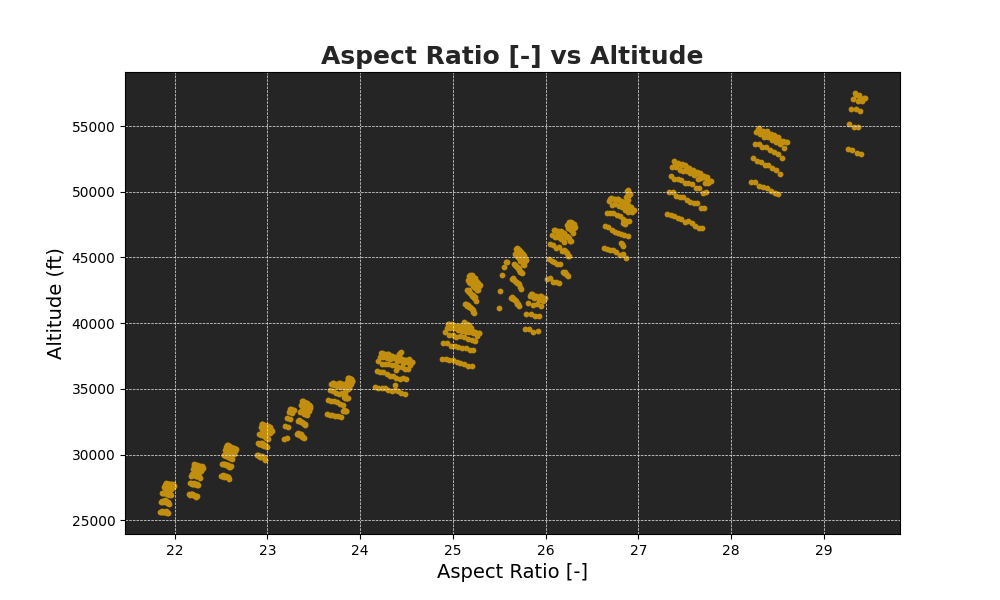 Aspect Ratio [-] vs Altitude
Altitude (ft)
55000
50000
45000
40000
35000
30000
25000
22 23 24 25 26 27 28 29
Aspect Ratio [-]